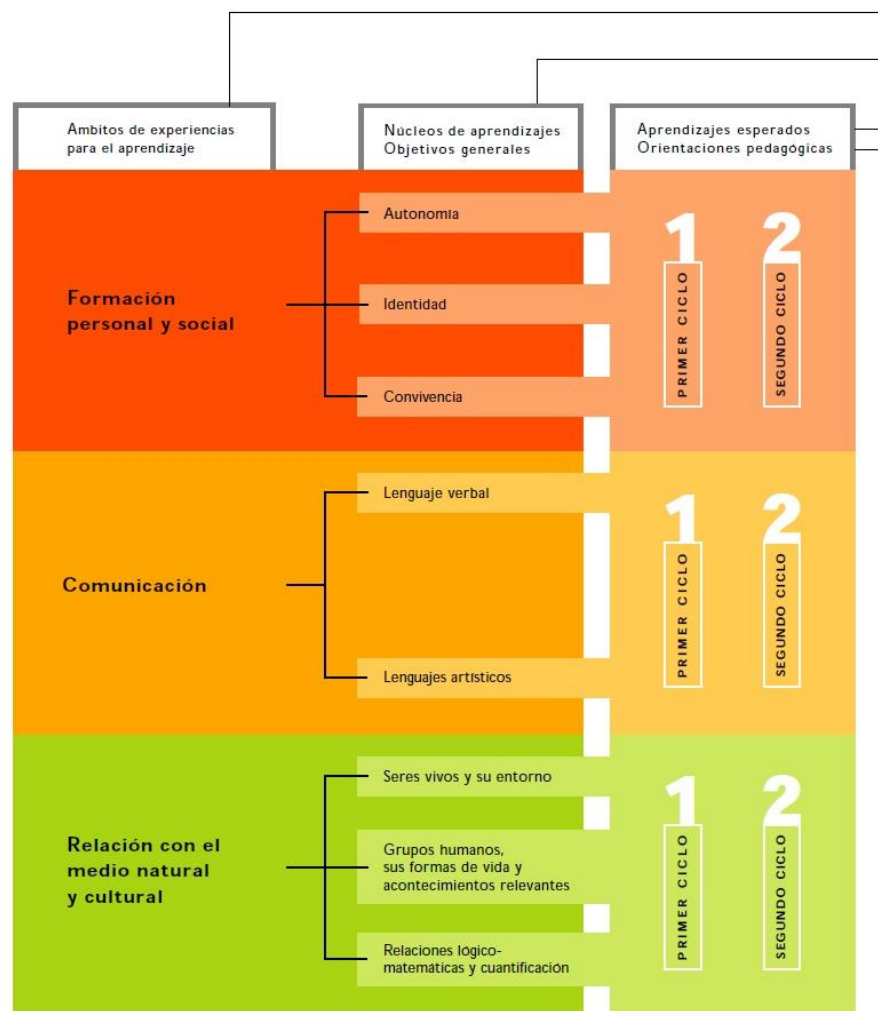 Ambitos de experiencias
para el aprendizaje
Núcleos de aprendizajes
Objetivos generales
Aprendizajes esperados
Orientaciones pedagógicas
Formación
personal y social
Autonomía
Identidad
Convivencia
1
PRIMER CICLO
2
SEGUNDO CICLO
Comunicación
Lenguaje verbal
Lenguajes artísticos
1
PRIMER CICLO
2
SEGUNDO CICLO
Relación con el
medio natural
y cultural
Seres vivos y su entorno
Grupos humanos,
sus formas de vida y
acontecimientos relevantes
Relaciones lógico-
matemáticas y cuantificación
1
PRIMER CICLO
2
SEGUNDO CICLO